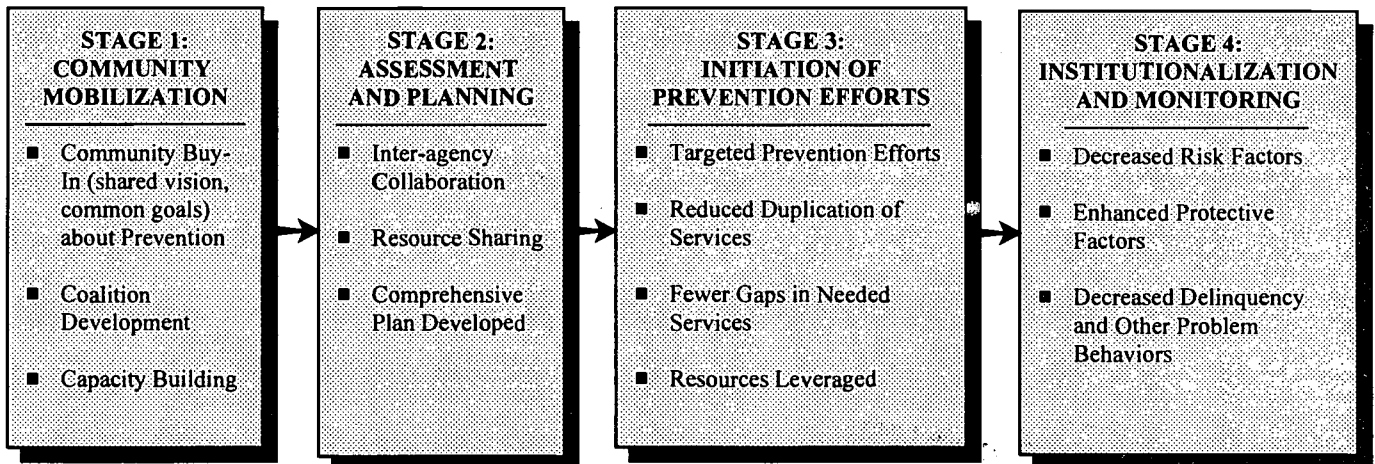 STAGE 1:
COMMUNITY
MOBILIZATION
■ Community Buy-
In (shared vision,
common goals)
about Prevention
■ Coalition
Development
■ Capacity Building
STAGE 2:
ASSESSMENT
AND PLANNING
■ Inter-agency
Collaboration
■ Resource Sharing
■ Comprehensive
Plan Developed
STAGE 3:
INITIATION OF
PREVENTION EFFORTS
■ Targeted Prevention Efforts
■ Reduced Duplication of
Services
■ Fewer Gaps in Needed
Services
■ Resources Leveraged
STAGE 4:
INSTITUTIONALIZATION
AND MONITORING
■ Decreased Risk Factors
■ Enhanced Protective
Factors
■ Decreased Delinquency
and Other Problem
Behaviors